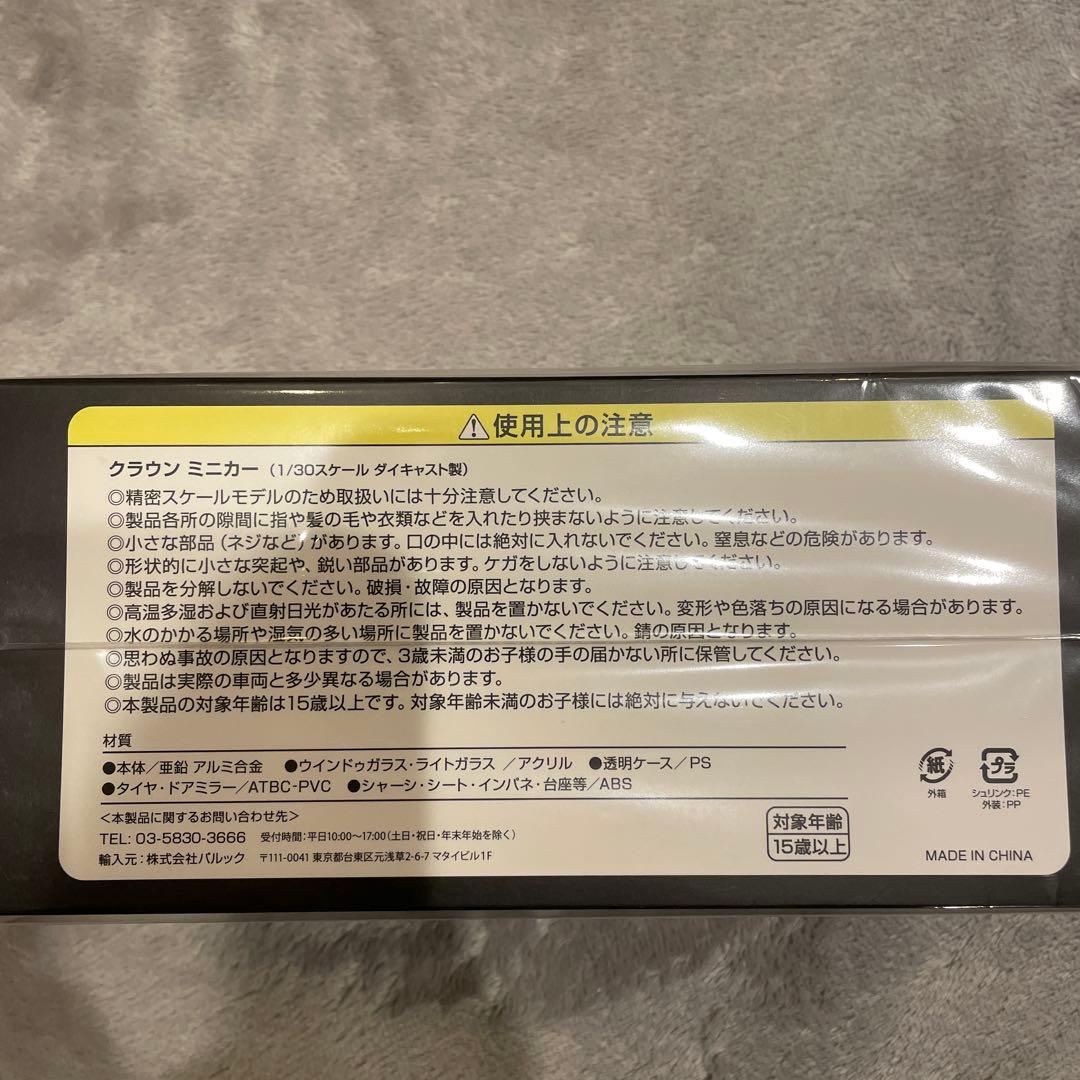 ⚠使用上の注意
クラウン ミニカー（1/30スケール ダイキャスト製）
◎精密スケールモデルのため取扱いには十分注意してください。
◎製品各所の隙間に指や髪の毛や衣類などを入れたり挟まないように注意してください。
◎小さな部品（ネジなど）があります。口の中には絶対に入れないでください。窒息などの危険があります。
◎形状的に小さな突起や、鋭い部品があります。ケガをしないように注意してください。
◎製品を分解しないでください。破損・故障の原因となります。
◎高温多湿および直射日光があたる所には、製品を置かないでください。変形や色落ちの原因になる場合があります。
◎水のかかる場所や湿気の多い場所に製品を置かないでください。錆の原因となります。
◎思わぬ事故の原因となりますので、3歳未満のお子様の手の届かない所に保管してください。
◎製品は実際の車両と多少異なる場合があります。
◎本製品の対象年齢は15歳以上です。対象年齢未満のお子様には絶対に与えないでください。
材質
●本体／亜鉛 アルミ合金 ●ウインドゥガラス・ライトガラス ／アクリル ●透明ケース／PS
●タイヤ・ドアミラー／ATBC-PVC ●シャーシ・シート・インパネ・台座等／ABS
紙
外箱
プラ
シュリンク:PE
外装:PP
＜本製品に関するお問い合わせ先＞
TEL: 03-5830-3666 受付時間：平日10:00〜17:00（土日・祝日・年末年始を除く）
輸入元：株式会社バルック 〒111-0041 東京都台東区元浅草2-6-7 マタイビル1F
対象年齢
15歳以上
MADE IN CHINA